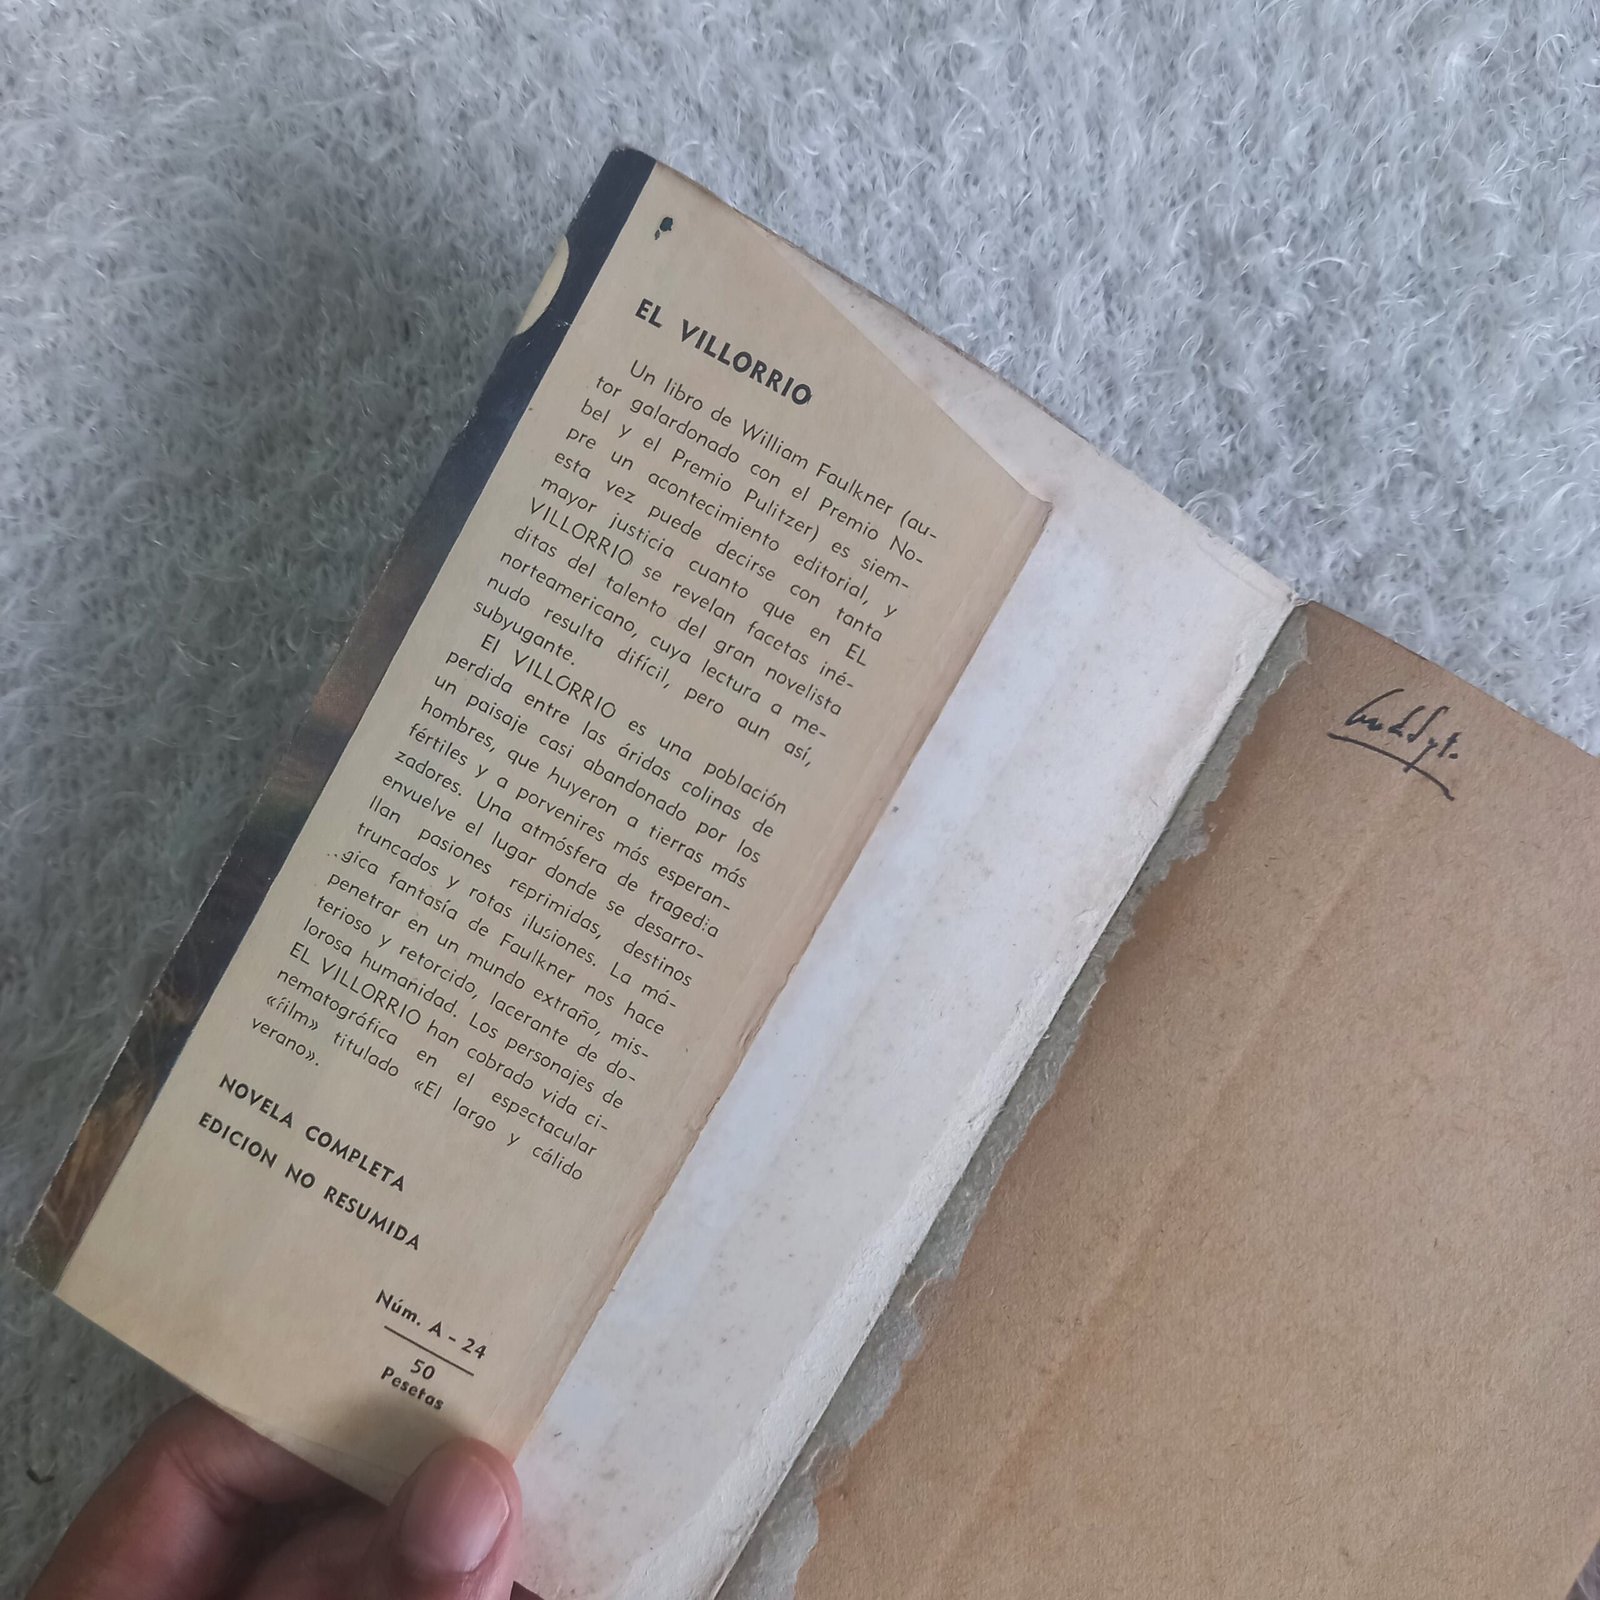 EL VILLORRIO
Un libro de William Faulkner (au-
tor galardonado con el Premio No-
bel y el Premio Pulitzer) es siem-
pre un acontecimiento editorial, y
esta vez puede decirse con tanta
mayor justicia cuanto que en EL
VILLORRIO se revelan facetas iné-
ditas del talento del gran novelista
norteamericano, cuya lectura a me-
nudo resulta difícil, pero aun así,
subyugante.
El VILLORRIO es una población
perdida entre las áridas colinas de
un paisaje casi abandonado por los
hombres, que huyeron a tierras más
fértiles y a porvenires más esperan-
zadores. Una atmósfera de tragedia
envuelve el lugar donde se desarro-
llan pasiones reprimidas, destinos
truncados y rotas ilusiones. La má-
gica fantasía de Faulkner nos hace
penetrar en un mundo extraño, mis-
terioso y retorcido, lacerante de do-
lorosa humanidad. Los personajes de
EL VILLORRIO han cobrado vida ci-
nematográfica en el espectacular
«film» titulado «El largo y cálido
verano».
NOVELA COMPLETA
EDICION NO RESUMIDA
Núm. A - 24
50
Pesetas